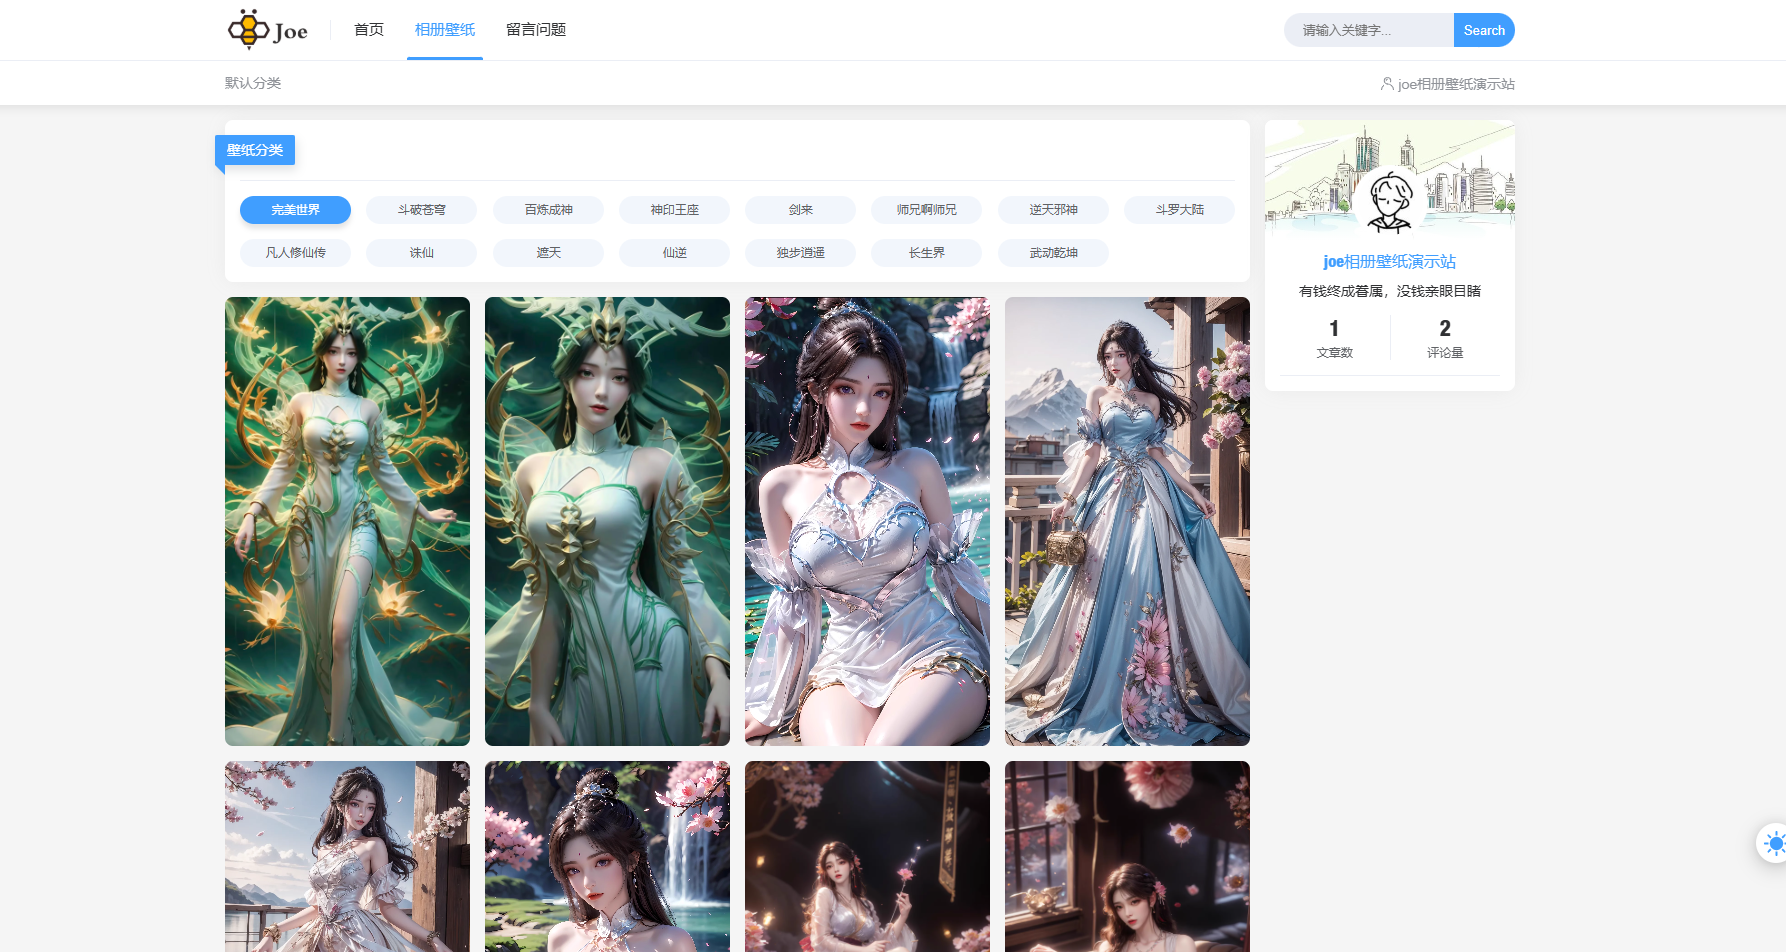 Joe 首页 相册壁纸 留言问题 请输入关键字... Search
默认分类 joe相册壁纸演示站
壁纸分类
完美世界 斗破苍穹 百炼成神 神印王座 剑来 师兄啊师兄 逆天邪神 斗罗大陆
凡人修仙传 诛仙 遮天 仙逆 独步逍遥 长生界 武动乾坤
joe相册壁纸演示站
有钱终成眷属，没钱亲眼目睹
1 2
文章数 评论量